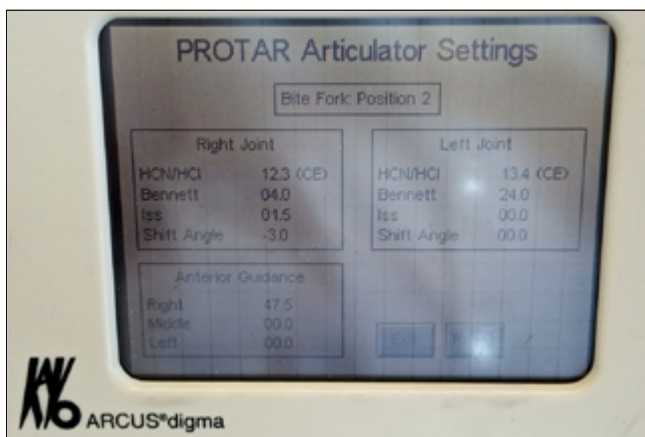 PROTAR Articulator Settings
Bite Fork: Position 2
Right Joint
HCN/HCI 12.3 (CE)
Bennett 04.0
Iss 01.5
Shift Angle -3.0
Left Joint
HCN/HCI 13.4 (CE)
Bennett 24.0
Iss 00.0
Shift Angle 00.0
Anterior Guidance
Right 47.5
Middle 00.0
Left 00.0
KAVO
ARCUS®digma